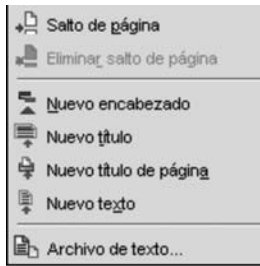 Salto de página
Eliminar salto de página
Nuevo encabezado
Nuevo título
Nuevo título de página
Nuevo texto
Archivo de texto...